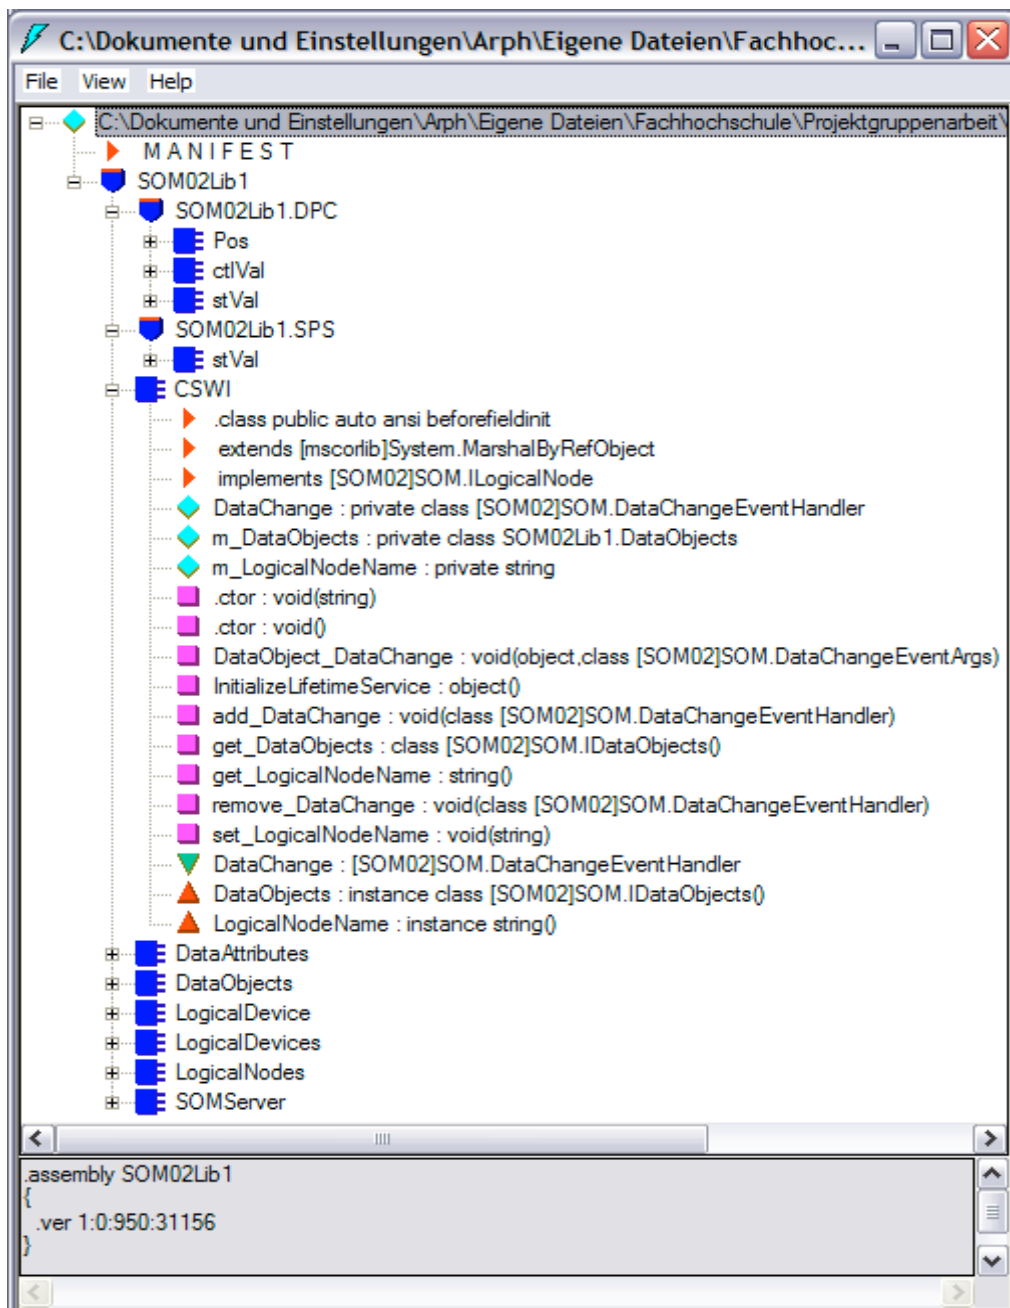 C:\Dokumente und Einstellungen\Arph\Eigene Dateien\Fachhoc...
File View Help
C:\Dokumente und Einstellungen\Arph\Eigene Dateien\Fachhochschule\Projektgruppenarbeit\
M A N I F E S T
SOM02Lib1
SOM02Lib1.DPC
Pos
ctlVal
stVal
SOM02Lib1.SPS
stVal
CSWI
.class public auto ansi beforefieldinit
extends [mscorlib]System.MarshalByRefObject
implements [SOM02]SOM.ILogicalNode
DataChange : private class [SOM02]SOM.DataChangeEventHandler
m_DataObjects : private class SOM02Lib1.DataObjects
m_LogicalNodeName : private string
.ctor : void(string)
.ctor : void()
DataObject_DataChange : void(object,class [SOM02]SOM.DataChangeEventArgs)
InitializeLifetimeService : object()
add_DataChange : void(class [SOM02]SOM.DataChangeEventHandler)
get_DataObjects : class [SOM02]SOM.IDataObjects()
get_LogicalNodeName : string()
remove_DataChange : void(class [SOM02]SOM.DataChangeEventHandler)
set_LogicalNodeName : void(string)
DataChange : [SOM02]SOM.DataChangeEventHandler
DataObjects : instance class [SOM02]SOM.IDataObjects()
LogicalNodeName : instance string()
DataAttributes
DataObjects
LogicalDevice
LogicalDevices
LogicalNodes
SOMServer
.assembly SOM02Lib1
{
.ver 1:0:950:31156
}